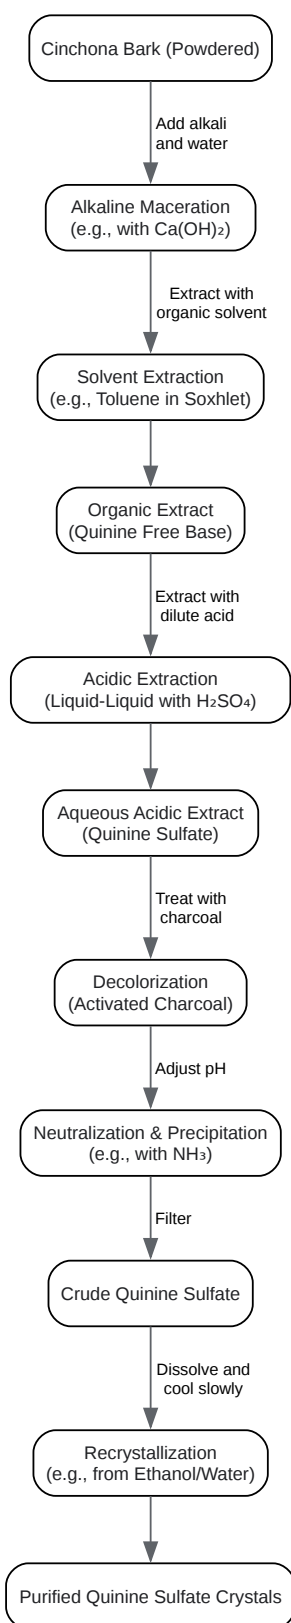 Cinchona Bark (Powdered)
Add alkali
and water
Alkaline Maceration
(e.g., with Ca(OH)₂)
Extract with
organic solvent
Solvent Extraction
(e.g., Toluene in Soxhlet)
Organic Extract
(Quinine Free Base)
Extract with
dilute acid
Acidic Extraction
(Liquid-Liquid with H₂SO₄)
Aqueous Acidic Extract
(Quinine Sulfate)
Treat with
charcoal
Decolorization
(Activated Charcoal)
Adjust pH
Neutralization & Precipitation
(e.g., with NH₃)
Filter
Crude Quinine Sulfate
Dissolve and
cool slowly
Recrystallization
(e.g., from Ethanol/Water)
Purified Quinine Sulfate Crystals